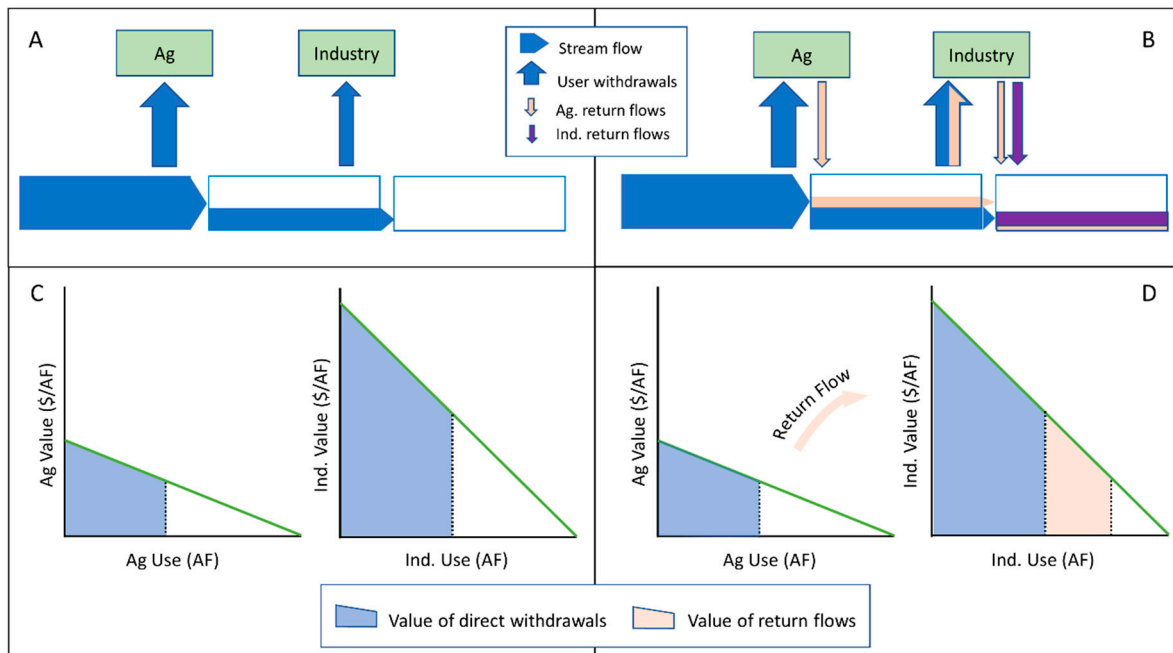 A
Ag
Industry
Stream flow
User withdrawals
Ag. return flows
Ind. return flows
B
Ag
Industry
C
Ag Value ($/AF)
Ag Use (AF)
Ind. Value ($/AF)
Ind. Use (AF)
D
Ag Value ($/AF)
Ag Use (AF)
Return Flow
Ind. Value ($/AF)
Ind. Use (AF)
Value of direct withdrawals
Value of return flows